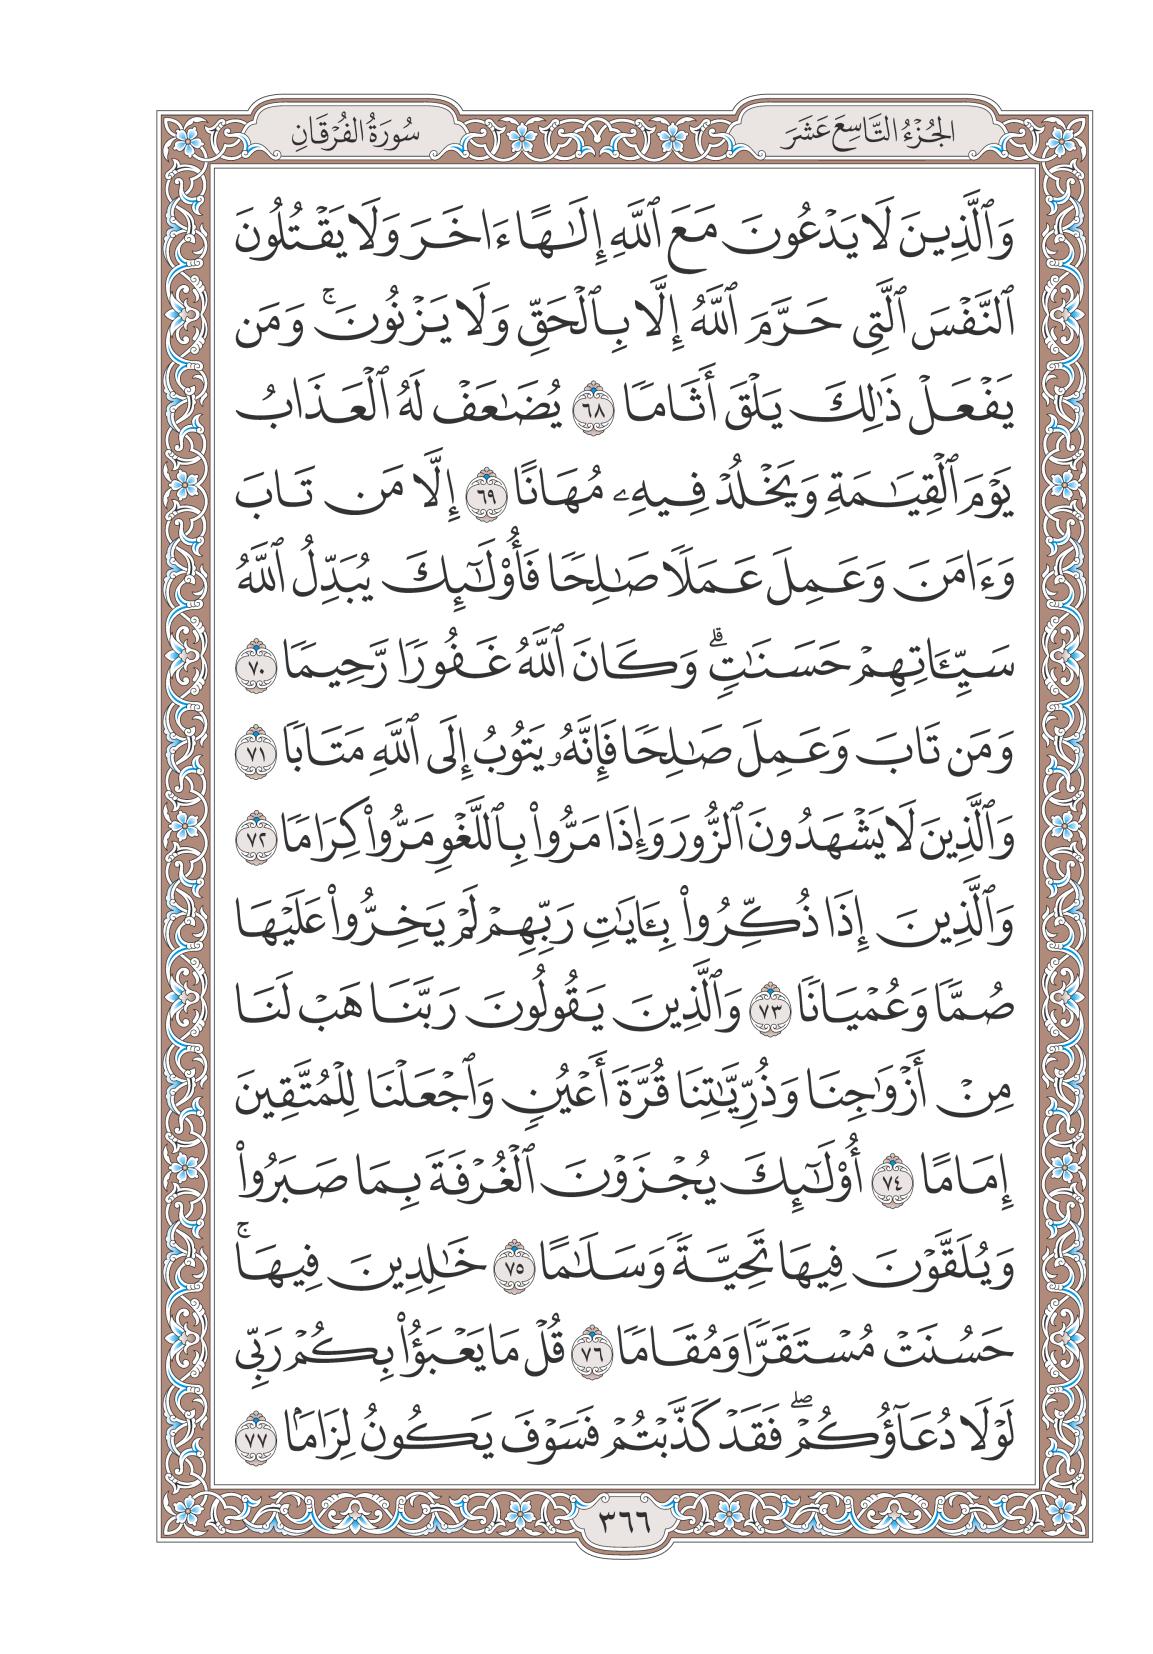 الجُزْءُ التَّاسِعَ عَشَرَ
سُورَةُ الفُرْقَانِ
وَٱلَّذِينَ لَا يَدْعُونَ مَعَ ٱللَّهِ إِلَٰهًا ءَاخَرَ وَلَا يَقْتُلُونَ
ٱلنَّفْسَ ٱلَّتِي حَرَّمَ ٱللَّهُ إِلَّا بِٱلْحَقِّ وَلَا يَزْنُونَۚ وَمَن
يَفْعَلْ ذَٰلِكَ يَلْقَ أَثَامًا ٦٨ يُضَٰعَفْ لَهُ ٱلْعَذَابُ
يَوْمَ ٱلْقِيَٰمَةِ وَيَخْلُدْ فِيهِۦ مُهَانًا ٦٩ إِلَّا مَن تَابَ
وَءَامَنَ وَعَمِلَ عَمَلًا صَٰلِحًا فَأُوْلَٰٓئِكَ يُبَدِّلُ ٱللَّهُ
سَيِّـَٔاتِهِمْ حَسَنَٰتٍۗ وَكَانَ ٱللَّهُ غَفُورًا رَّحِيمًا ٧٠
وَمَن تَابَ وَعَمِلَ صَٰلِحًا فَإِنَّهُۥ يَتُوبُ إِلَى ٱللَّهِ مَتَابًا ٧١
وَٱلَّذِينَ لَا يَشْهَدُونَ ٱلزُّورَ وَإِذَا مَرُّواْ بِٱللَّغْوِ مَرُّواْ كِرَامًا ٧٢
وَٱلَّذِينَ إِذَا ذُكِّرُواْ بِـَٔايَٰتِ رَبِّهِمْ لَمْ يَخِرُّواْ عَلَيْهَا
صُمًّا وَعُمْيَانًا ٧٣ وَٱلَّذِينَ يَقُولُونَ رَبَّنَا هَبْ لَنَا
مِنْ أَزْوَٰجِنَا وَذُرِّيَّٰتِنَا قُرَّةَ أَعْيُنٍ وَٱجْعَلْنَا لِلْمُتَّقِينَ
إِمَامًا ٧٤ أُوْلَٰٓئِكَ يُجْزَوْنَ ٱلْغُرْفَةَ بِمَا صَبَرُواْ
وَيُلَقَّوْنَ فِيهَا تَحِيَّةً وَسَلَٰمًا ٧٥ خَٰلِدِينَ فِيهَاۚ
حَسُنَتْ مُسْتَقَرًّا وَمُقَامًا ٧٦ قُلْ مَا يَعْبَؤُاْ بِكُمْ رَبِّي
لَوْلَا دُعَآؤُكُمْۖ فَقَدْ كَذَّبْتُمْ فَسَوْفَ يَكُونُ لِزَامًۢا ٧٧
٣٦٦